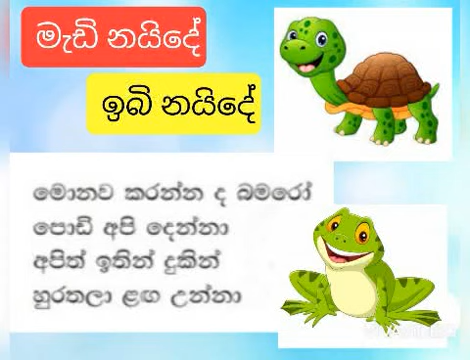 මැඩි නයිදේ
ඉබි නයිදේ
මොනව කරන්න ද බමරෝ
පොඩි අපි දෙන්නා
අපිත් ඉතින් දුකින්
හුරතලා ළඟ උන්නා